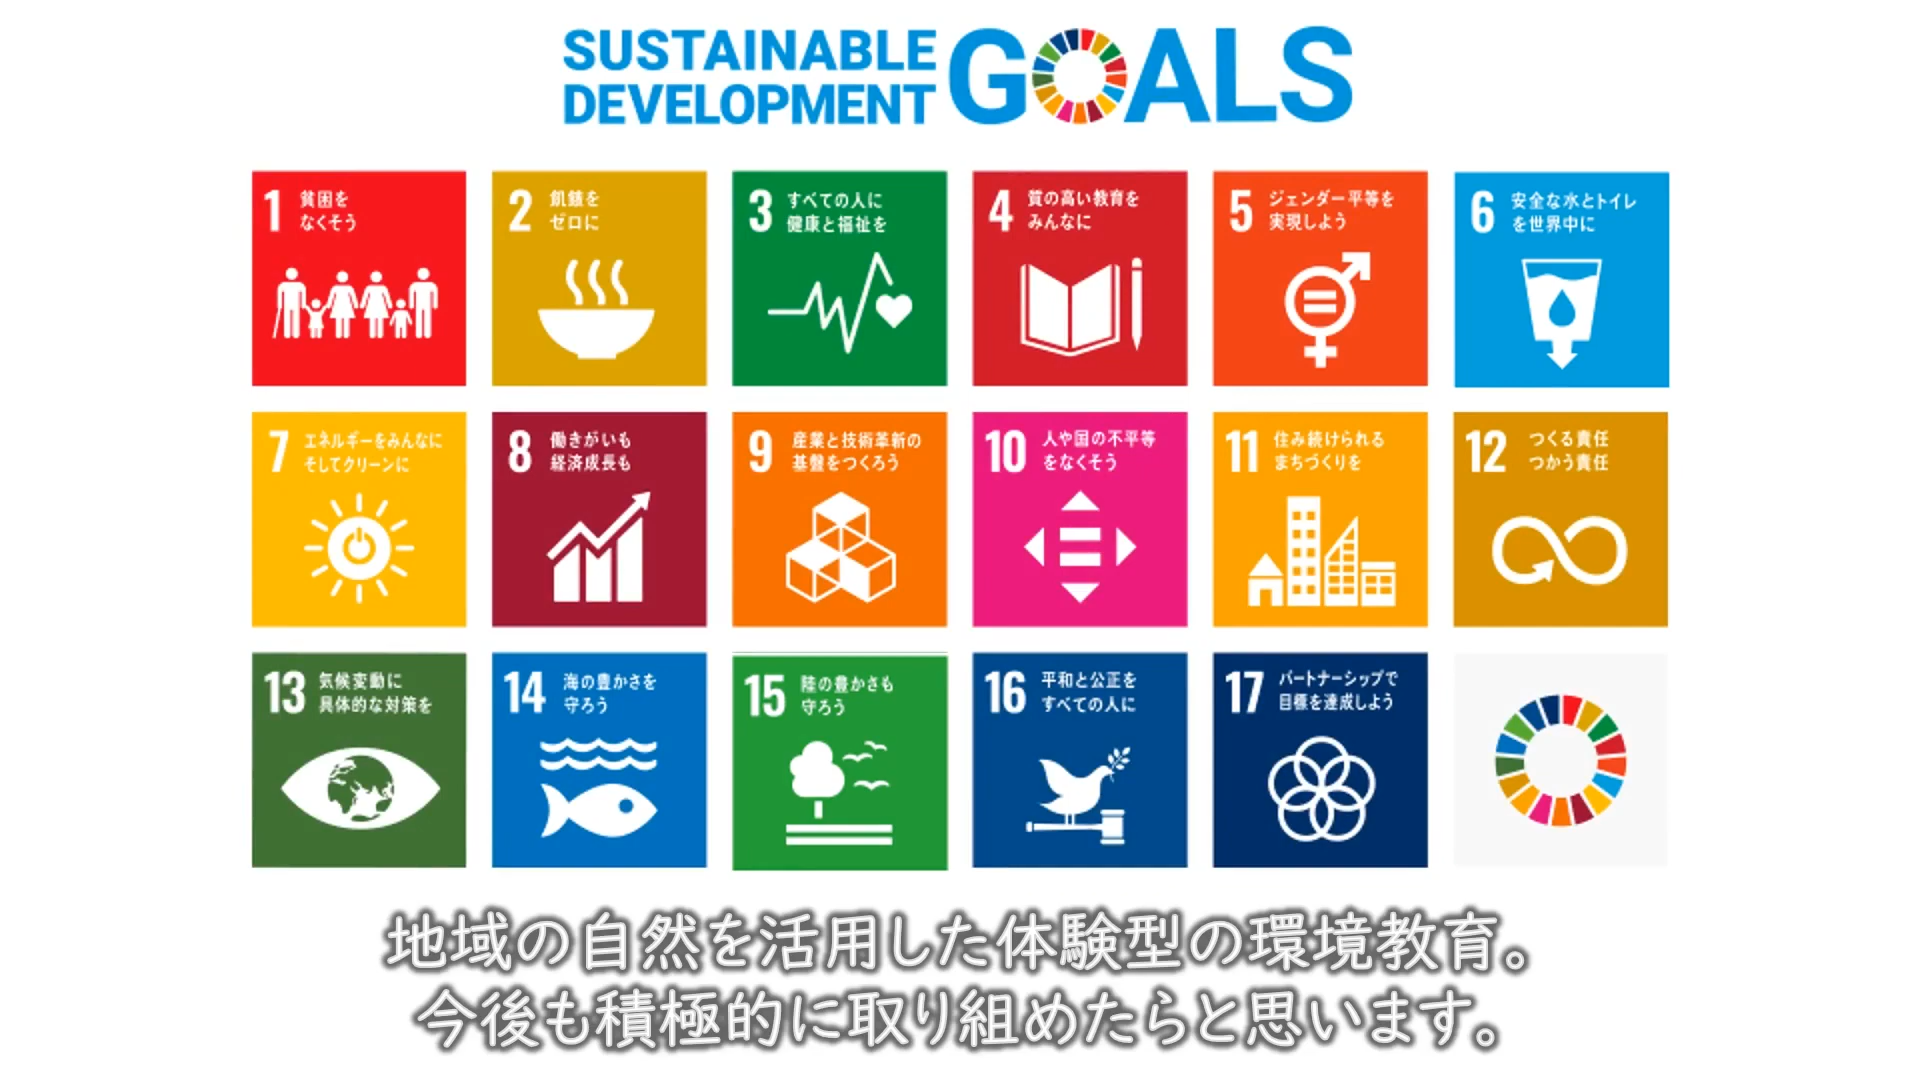 SUSTAINABLE
DEVELOPMENT
GOALS
1 貧困を
なくそう
2 飢餓を
ゼロに
3 すべての人に
健康と福祉を
4 質の高い教育を
みんなに
5 ジェンダー平等を
実現しよう
6 安全な水とトイレ
を世界中に
7 エネルギーをみんなに
そしてクリーンに
8 働きがいも
経済成長も
9 産業と技術革新の
基盤をつくろう
10 人や国の不平等
をなくそう
11 住み続けられる
まちづくりを
12 つくる責任
つかう責任
13 気候変動に
具体的な対策を
14 海の豊かさを
守ろう
15 陸の豊かさも
守ろう
16 平和と公正を
すべての人に
17 パートナーシップで
目標を達成しよう
地域の自然を活用した体験型の環境教育。
今後も積極的に取り組めたらと思います。